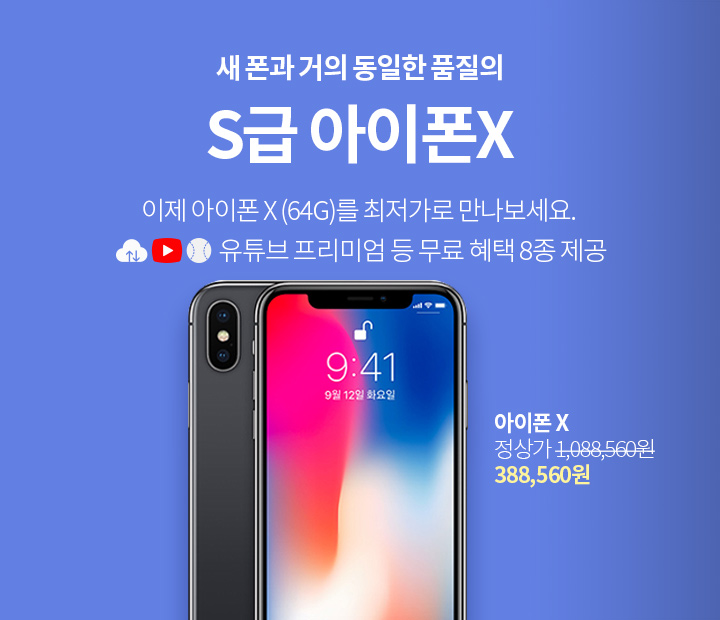 새 폰과 거의 동일한 품질의
S급 아이폰X
이제 아이폰 X (64G)를 최저가로 만나보세요.
유튜브 프리미엄 등 무료 혜택 8종 제공
9:41
9월 12일 화요일
아이폰 X
정상가 1,088,560원
388,560원